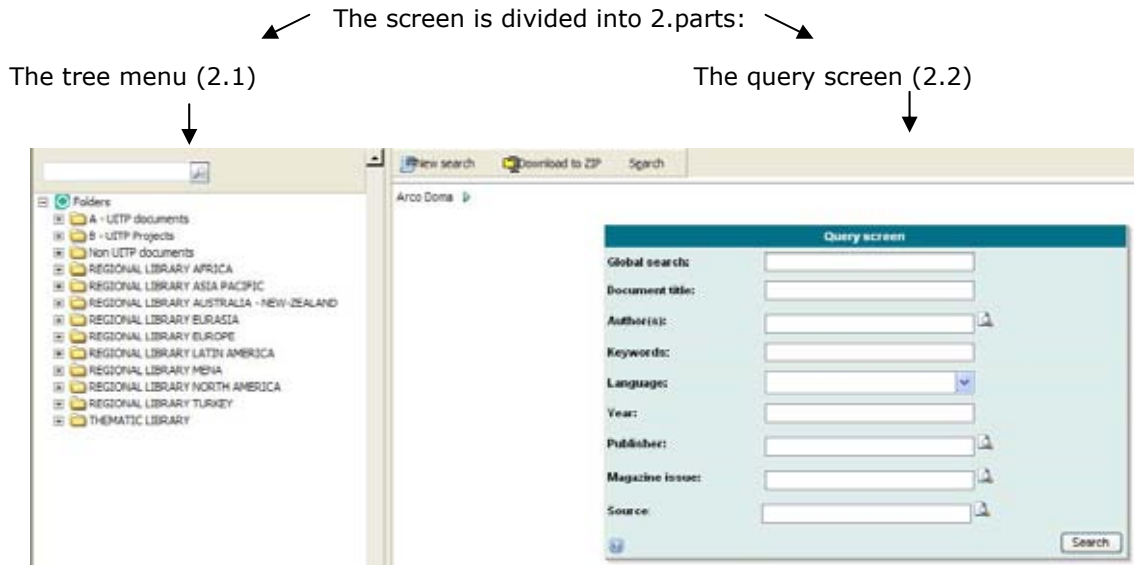 The screen is divided into 2.parts:
The tree menu (2.1)
The query screen (2.2)
New search Download to ZIP Search
Arco Doma
Folders
A - UITP documents
B - UITP Projects
Non UITP documents
REGIONAL LIBRARY AFRICA
REGIONAL LIBRARY ASIA PACIFIC
REGIONAL LIBRARY AUSTRALIA - NEW-ZEALAND
REGIONAL LIBRARY EURASIA
REGIONAL LIBRARY EUROPE
REGIONAL LIBRARY LATIN AMERICA
REGIONAL LIBRARY MENA
REGIONAL LIBRARY NORTH AMERICA
REGIONAL LIBRARY TURKEY
THEMATIC LIBRARY
Query screen
Global search:
Document title:
Author(s):
Keywords:
Language:
Year:
Publisher:
Magazine issue:
Source:
Search